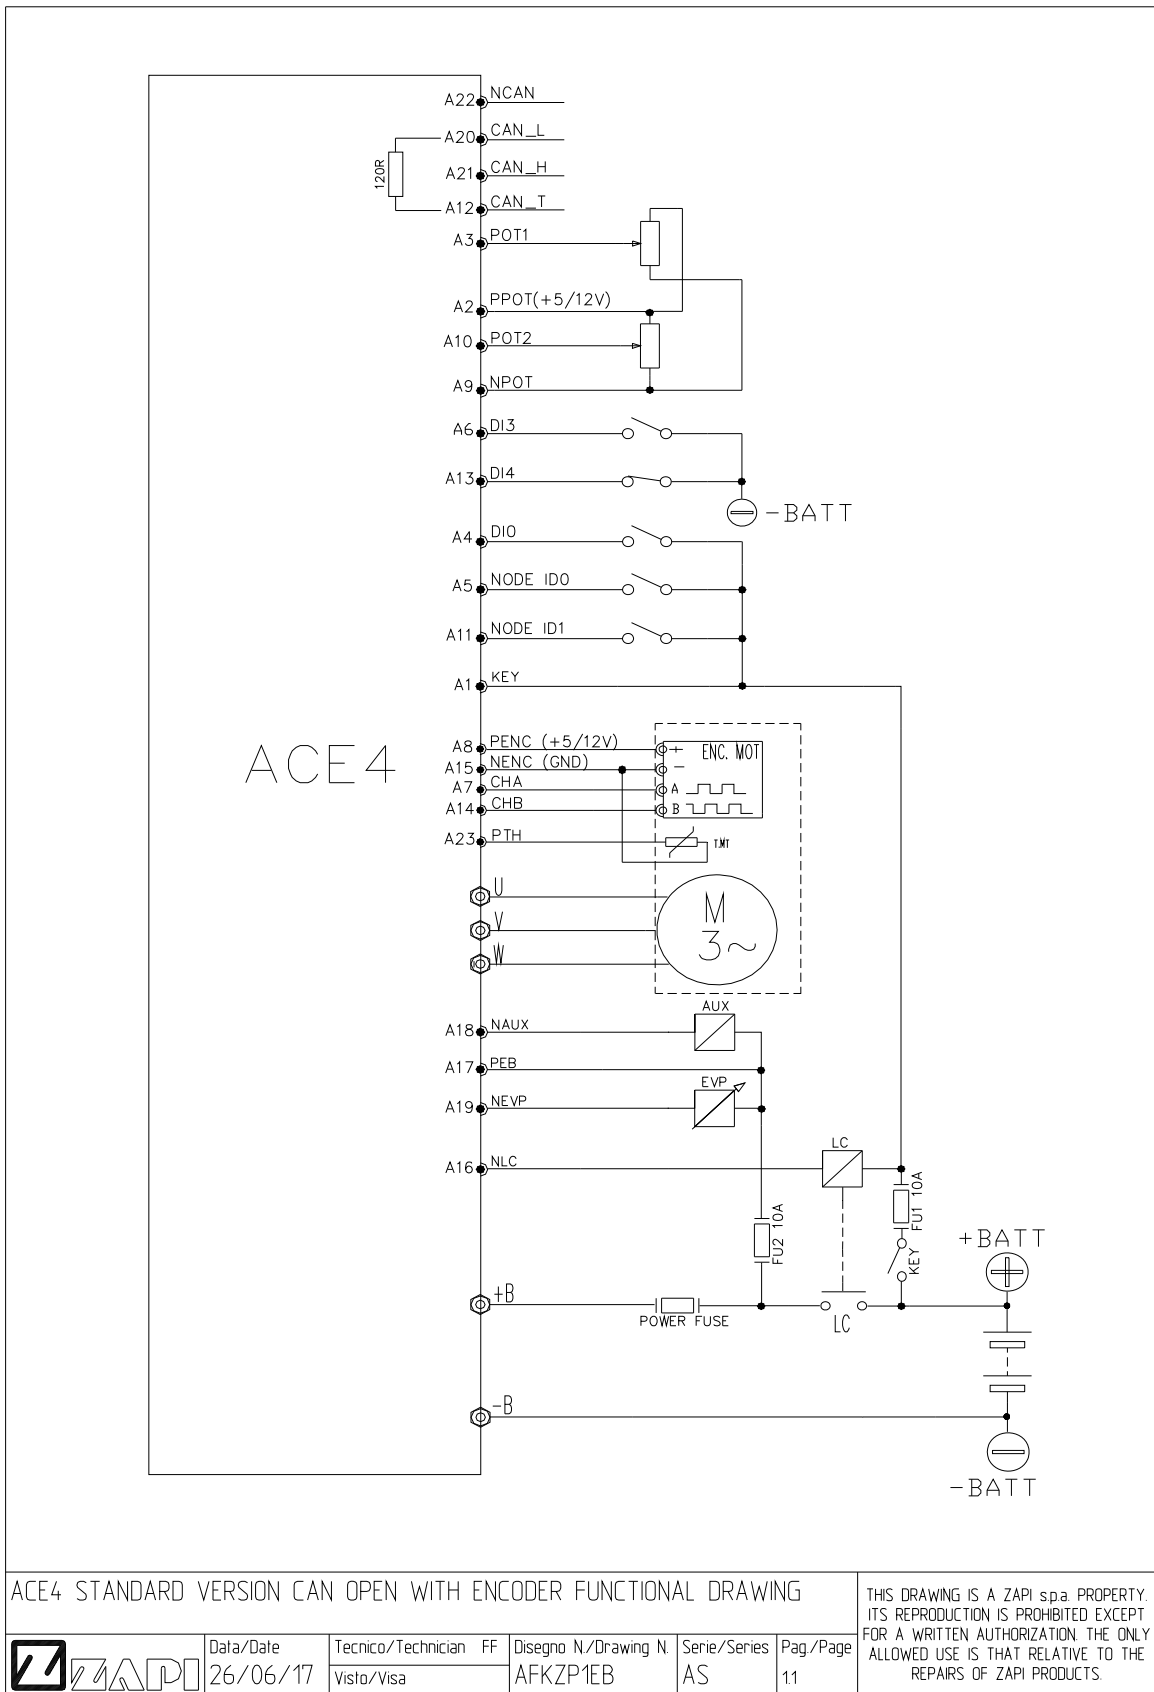 A22 NCAN
A20 CAN_L
120R
A21 CAN_H
A12 CAN_T
A3 POT1
A2 PPOT(+5/12V)
A10 POT2
A9 NPOT
A6 DI3
A13 DI4
-BATT
A4 DI0
A5 NODE ID0
A11 NODE ID1
A1 KEY
ACE4
A8 PENC (+5/12V) + ENC. MOT
A15 NENC (GND) -
A7 CHA A
A14 CHB B
A23 PTH T.MT
U
V
W
M
3~
AUX
A18 NAUX
A17 PEB
EVP
A19 NEVP
LC
A16 NLC
FU1 10A
FU2 10A
KEY
+BATT
+B
POWER FUSE
LC
-B
-BATT
ACE4 STANDARD VERSION CAN OPEN WITH ENCODER FUNCTIONAL DRAWING
ZAPI
Data/Date
26/06/17
Tecnico/Technician FF
Visto/Visa
Disegno N./Drawing N.
AFKZP1EB
Serie/Series
AS
Pag./Page
1.1
THIS DRAWING IS A ZAPI s.p.a. PROPERTY.
ITS REPRODUCTION IS PROHIBITED EXCEPT
FOR A WRITTEN AUTHORIZATION. THE ONLY
ALLOWED USE IS THAT RELATIVE TO THE
REPAIRS OF ZAPI PRODUCTS.